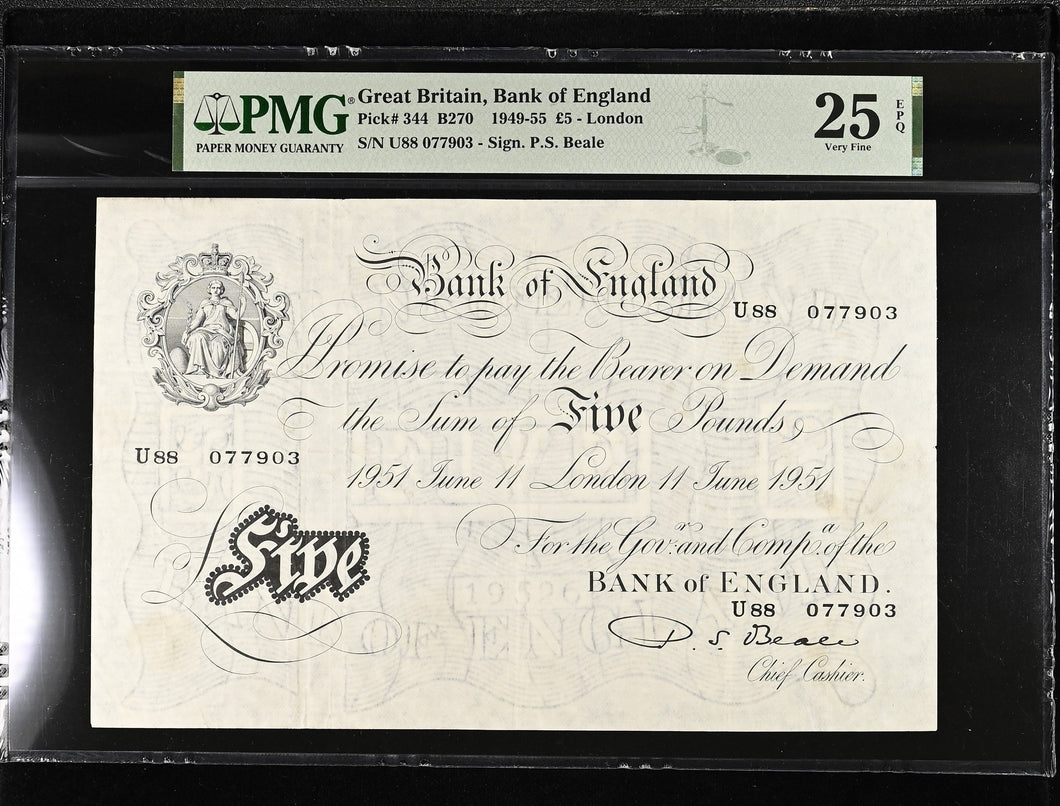 PMG®
PAPER MONEY GUARANTY
Great Britain, Bank of England
Pick# 344 B270 1949-55 £5 - London
S/N U88 077903 - Sign. P.S. Beale
25
Very Fine
EPQ
Bank of England
U88 077903
I Promise to pay the Bearer on Demand
the Sum of Five Pounds
1951 June 11 London 11 June 1951
U88 077903
For the Govr. and Compa. of the
BANK of ENGLAND.
£Five
U88 077903
P. S. Beale
Chief Cashier.